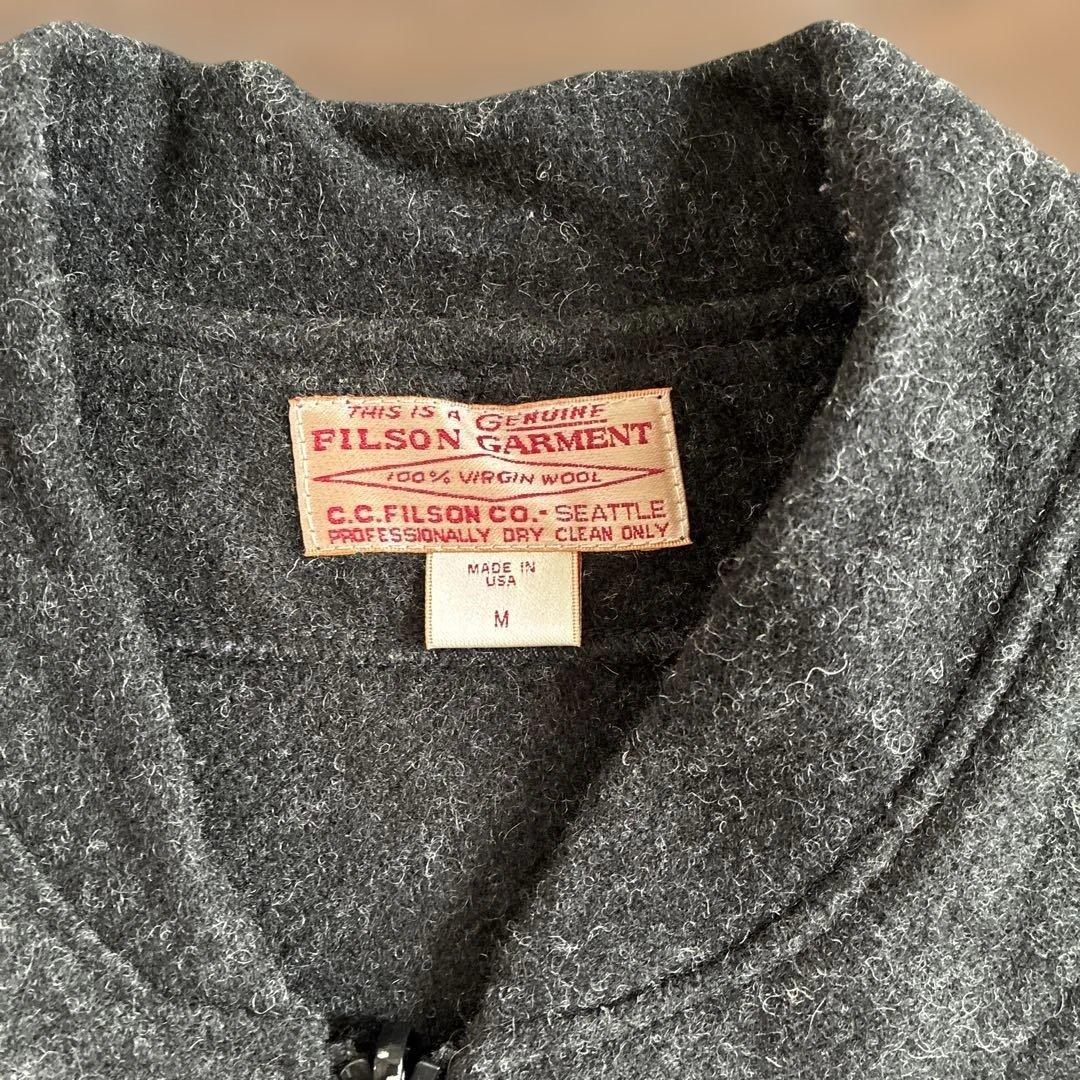 THIS IS A GENUINE
FILSON GARMENT
100% VIRGIN WOOL
C.C.FILSON CO.-SEATTLE
PROFESSIONALLY DRY CLEAN ONLY
MADE IN
USA
M